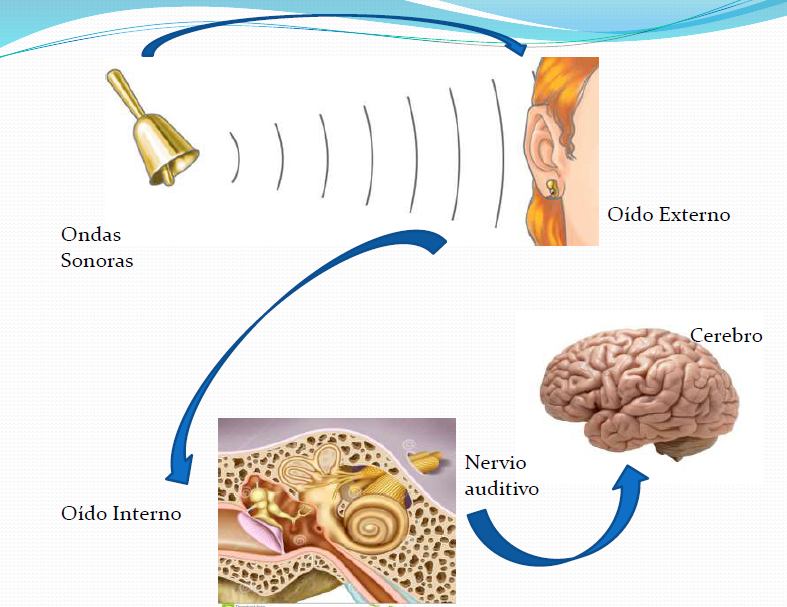 Ondas
Sonoras
Oído Externo
Cerebro
Nervio
auditivo
Oído Interno